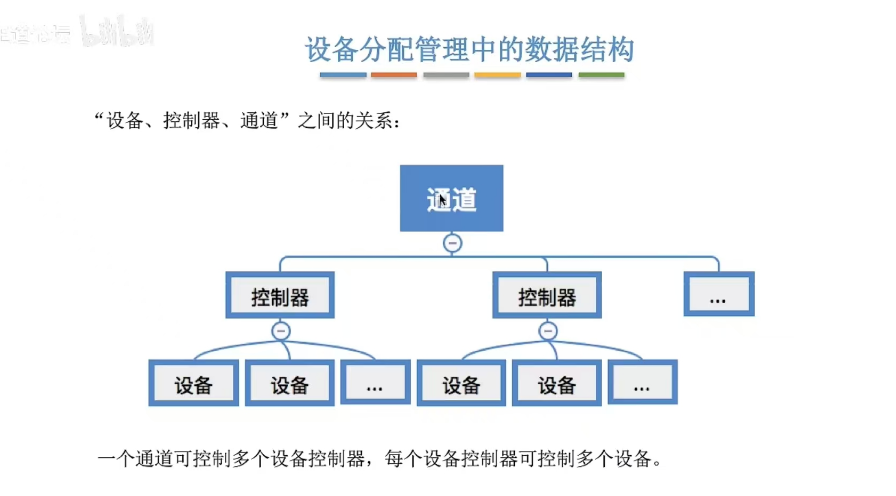 bilibili
设备分配管理中的数据结构
“设备、控制器、通道”之间的关系：
通道
控制器 控制器 ...
设备 设备 ... 设备 设备 ...
一个通道可控制多个设备控制器，每个设备控制器可控制多个设备。